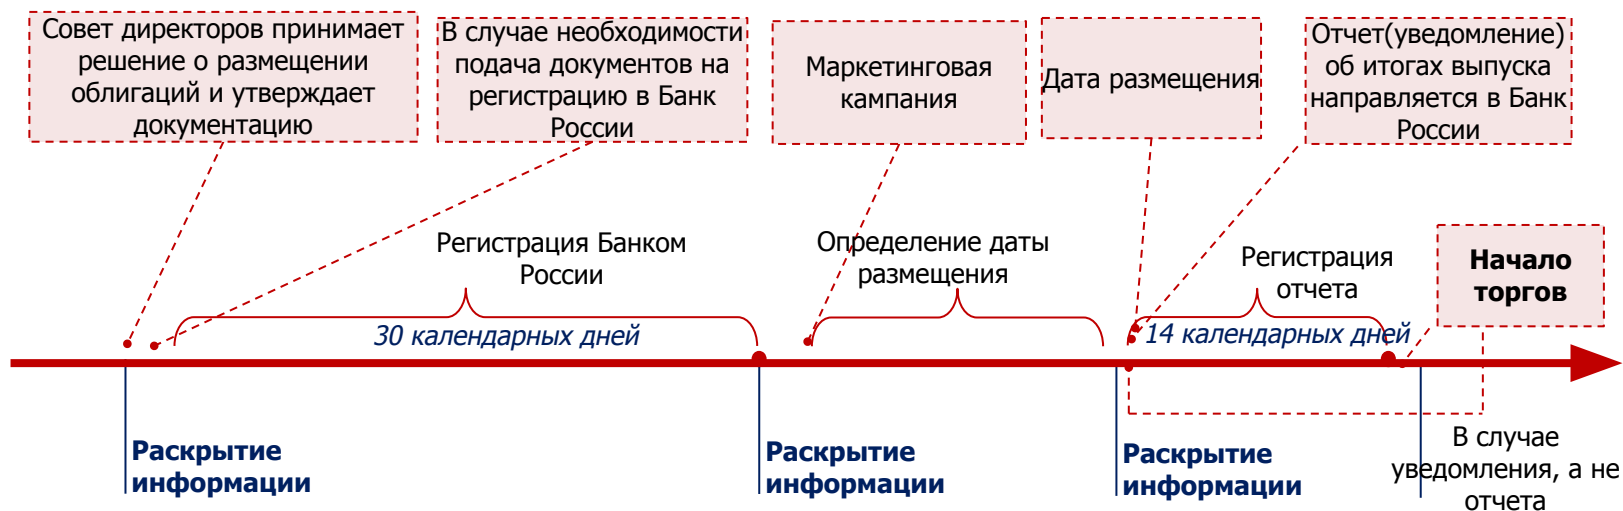 Совет директоров принимает
решение о размещении
облигаций и утверждает
документацию
В случае необходимости
подача документов на
регистрацию в Банк
России
Маркетинговая
кампания
Дата размещения
Отчет(уведомление)
об итогах выпуска
направляется в Банк
России
Регистрация Банком
России
Определение даты
размещения
Регистрация
отчета
Начало
торгов
30 календарных дней
14 календарных дней
Раскрытие
информации
Раскрытие
информации
Раскрытие
информации
В случае
уведомления, а не
отчета